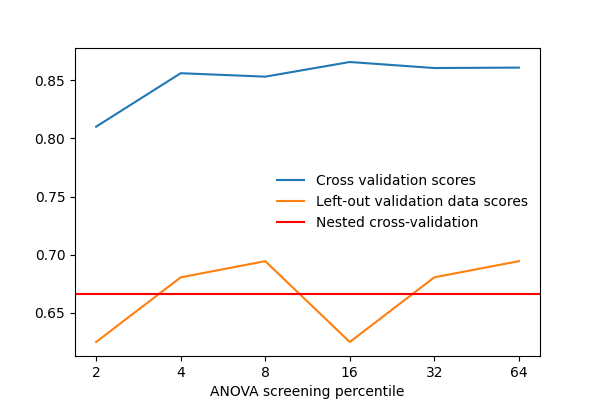 0.85
0.80
0.75
0.70
0.65
Cross validation scores
Left-out validation data scores
Nested cross-validation
2 4 8 16 32 64
ANOVA screening percentile